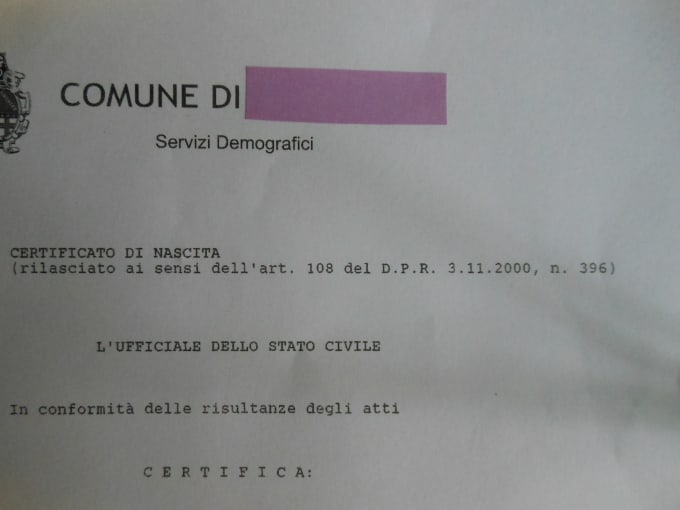 COMUNE DI
Servizi Demografici
CERTIFICATO DI NASCITA
(rilasciato ai sensi dell'art. 108 del D.P.R. 3.11.2000, n. 396)
L'UFFICIALE DELLO STATO CIVILE
In conformità delle risultanze degli atti
C E R T I F I C A: